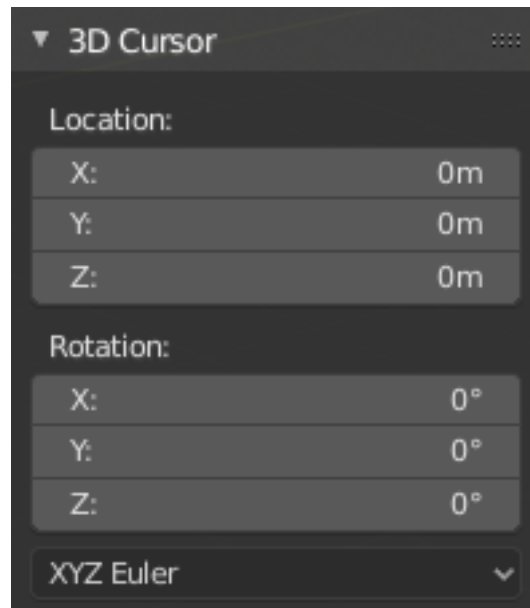 3D Cursor
Location:
X: 0m
Y: 0m
Z: 0m
Rotation:
X: 0°
Y: 0°
Z: 0°
XYZ Euler